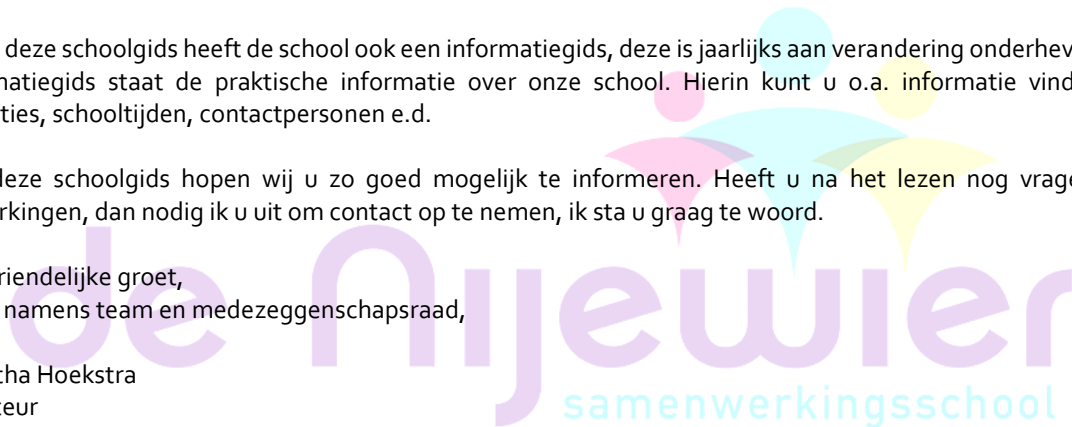 deze schoolgids heeft de school ook een informatiegids, deze is jaarlijks aan verandering onderhev
matiegids staat de praktische informatie over onze school. Hierin kunt u o.a. informatie vind
ties, schooltijden, contactpersonen e.d.
deze schoolgids hopen wij u zo goed mogelijk te informeren. Heeft u na het lezen nog vrage
rkingen, dan nodig ik u uit om contact op te nemen, ik sta u graag te woord.
riendelijke groet,
namens team en medezeggenschapsraad,
tha Hoekstra
teur
de Nijewier
samenwerkingsschool